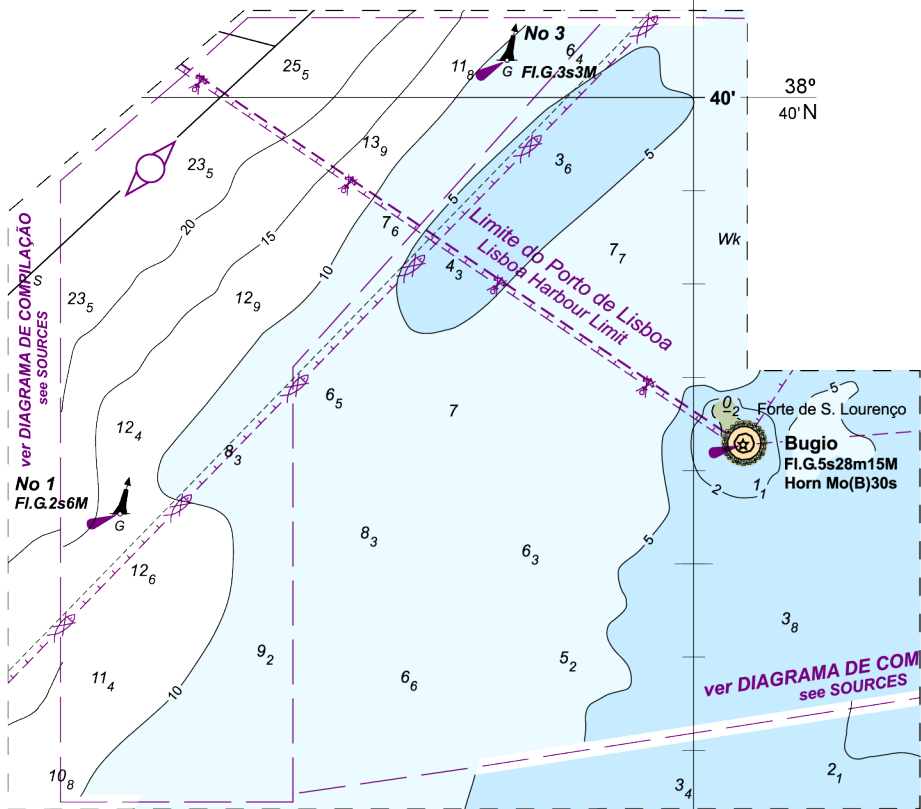 No 3
Fl.G.3s3M
G
25₅
11₈
6₄
40'
38º
40' N
13₉
23₅
3₆
5
5
20
15
7₆
7₁
Wk
Limite do Porto de Lisboa
Lisboa Harbour Limit
4₃
10
S
23₅
12₉
ver DIAGRAMA DE COMPILAÇÃO
see SOURCES
6₅
7
5
0₂
Forte de S. Lourenço
12₄
8₃
Bugio
Fl.G.5s28m15M
Horn Mo(B)30s
2
1₁
No 1
Fl.G.2s6M
G
8₃
6₃
5
12₆
3₈
9₂
5₂
11₄
6₆
10
ver DIAGRAMA DE COM
see SOURCES
10₈
3₄
2₁